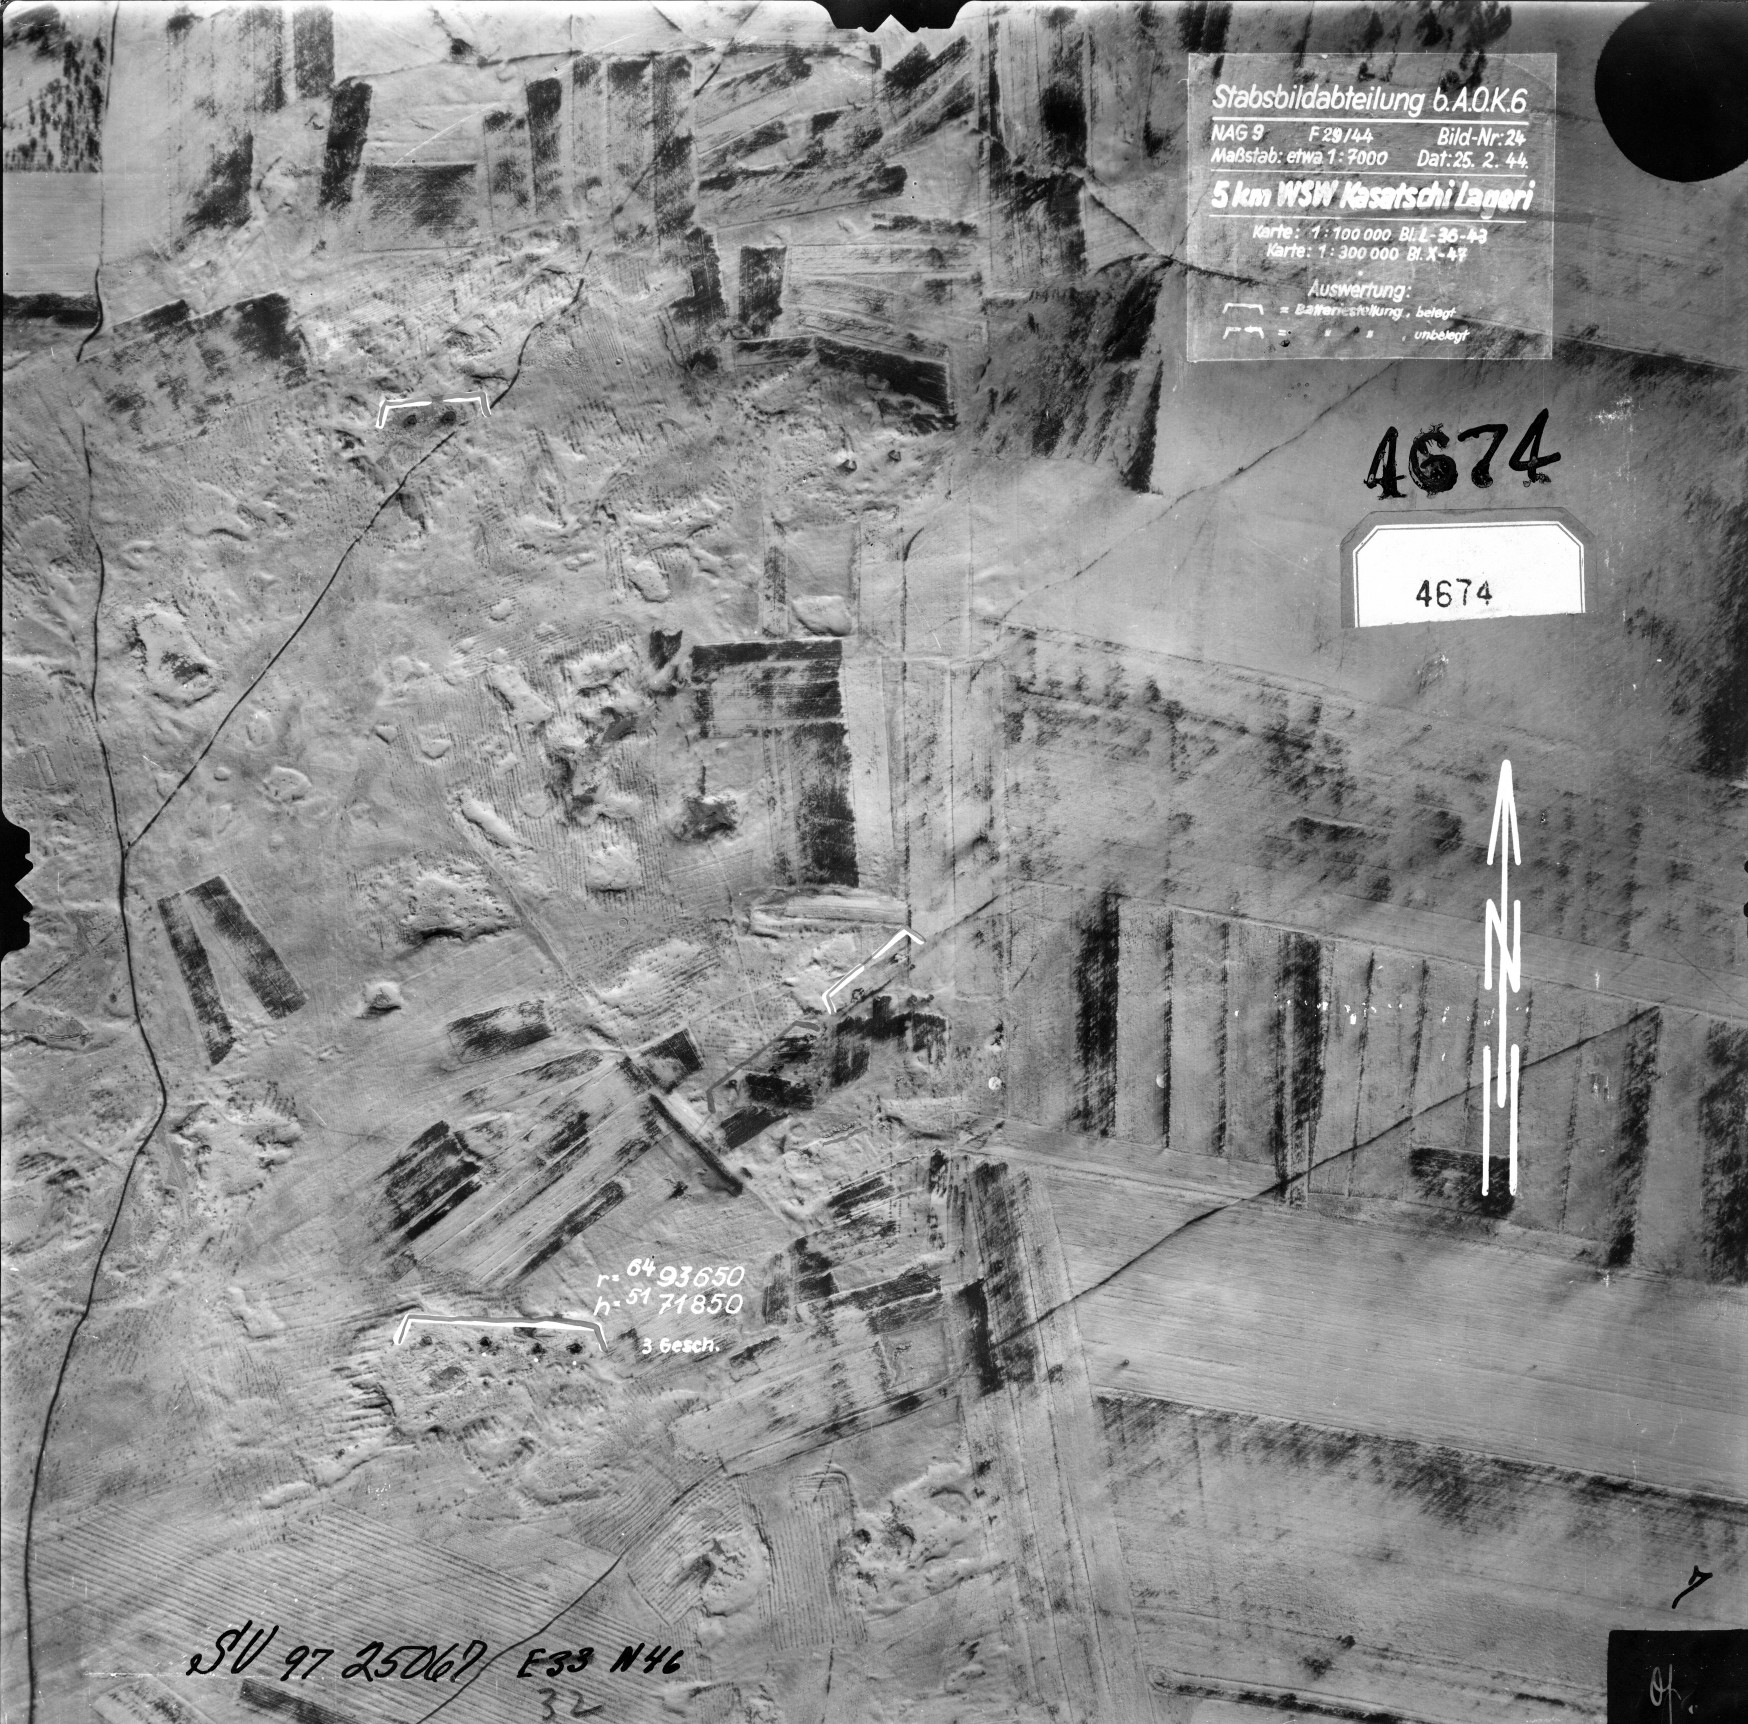 Stabsbildabteilung b.A.O.K.6
NAG 9 F 29/44 Bild-Nr: 24
Maßstab: etwa 1:7000 Dat: 25. 2. 44.
5 km WSW Kasatschi Lageri
Karte: 1:100 000 Bl. L-36-43
Karte: 1:300 000 Bl. X-47
Auswertung:
= Batteriestellung, belegt
= " " , unbelegt
4674
4674
N
r= 64 93650
h= 51 71850
3 Gesch.
7
SV 97 25067 E33 N46
32